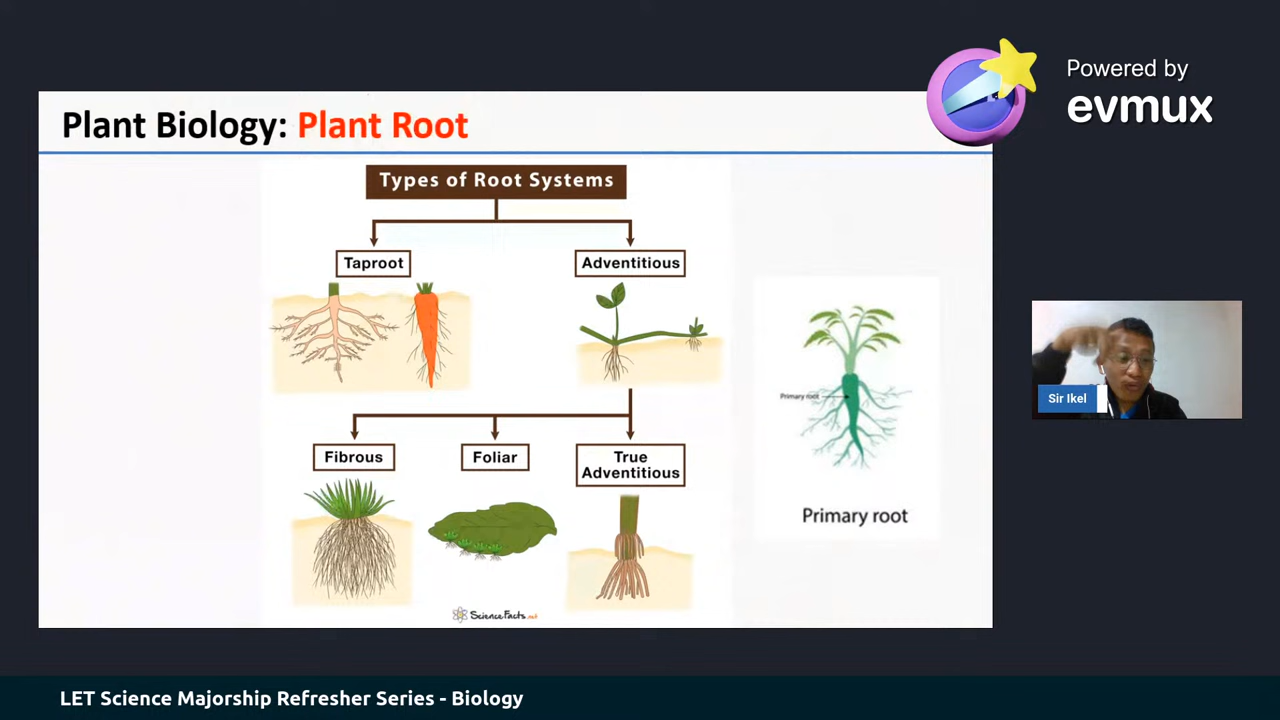 Powered by
evmux
Plant Biology: Plant Root
Types of Root Systems
Taproot
Adventitious
Primary root
Fibrous
Foliar
True
Adventitious
Primary root
ScienceFacts.net
Sir Ikel
LET Science Majorship Refresher Series - Biology